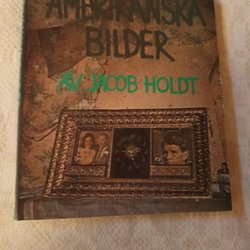 AMERIKANSKA
BILDER
AV JACOB HOLDT